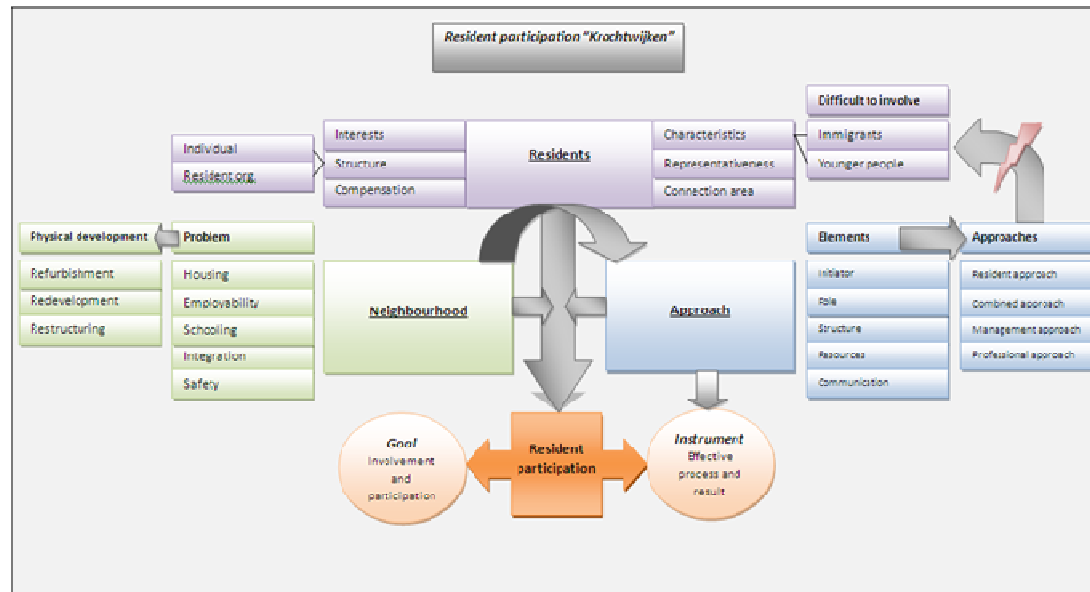 Resident participation "Krachtwijken"
Difficult to involve
Immigrants
Younger people
Interests
Structure
Compensation
Residents
Characteristics
Representativeness
Connection area
Individual
Resident org.
Physical development
Refurbishment
Redevelopment
Restructuring
Problem
Housing
Employability
Schooling
Integration
Safety
Neighbourhood
Approach
Elements
Initiator
Role
Structure
Resources
Communication
Approaches
Resident approach
Combined approach
Management approach
Professional approach
Goal
Involvement
and
participation
Resident
participation
Instrument
Effective
process and
result